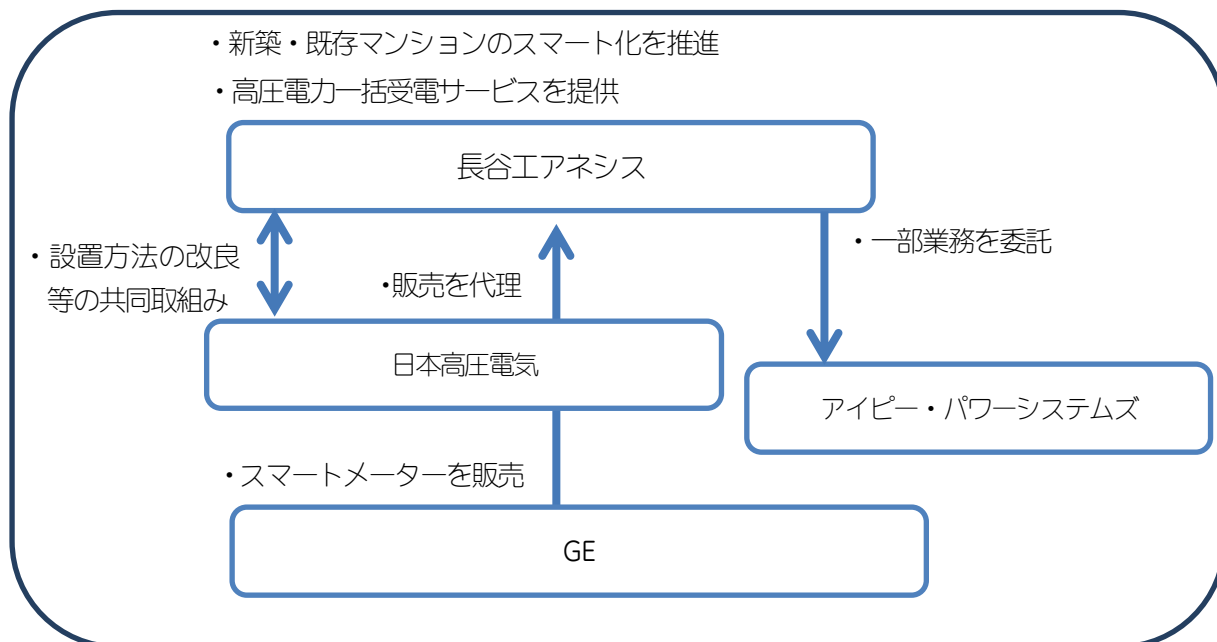 ・新築・既存マンションのスマート化を推進
・高圧電力一括受電サービスを提供
長谷工アネシス
・設置方法の改良
等の共同取組み
・一部業務を委託
・販売を代理
日本高圧電気
アイピー・パワーシステムズ
・スマートメーターを販売
GE